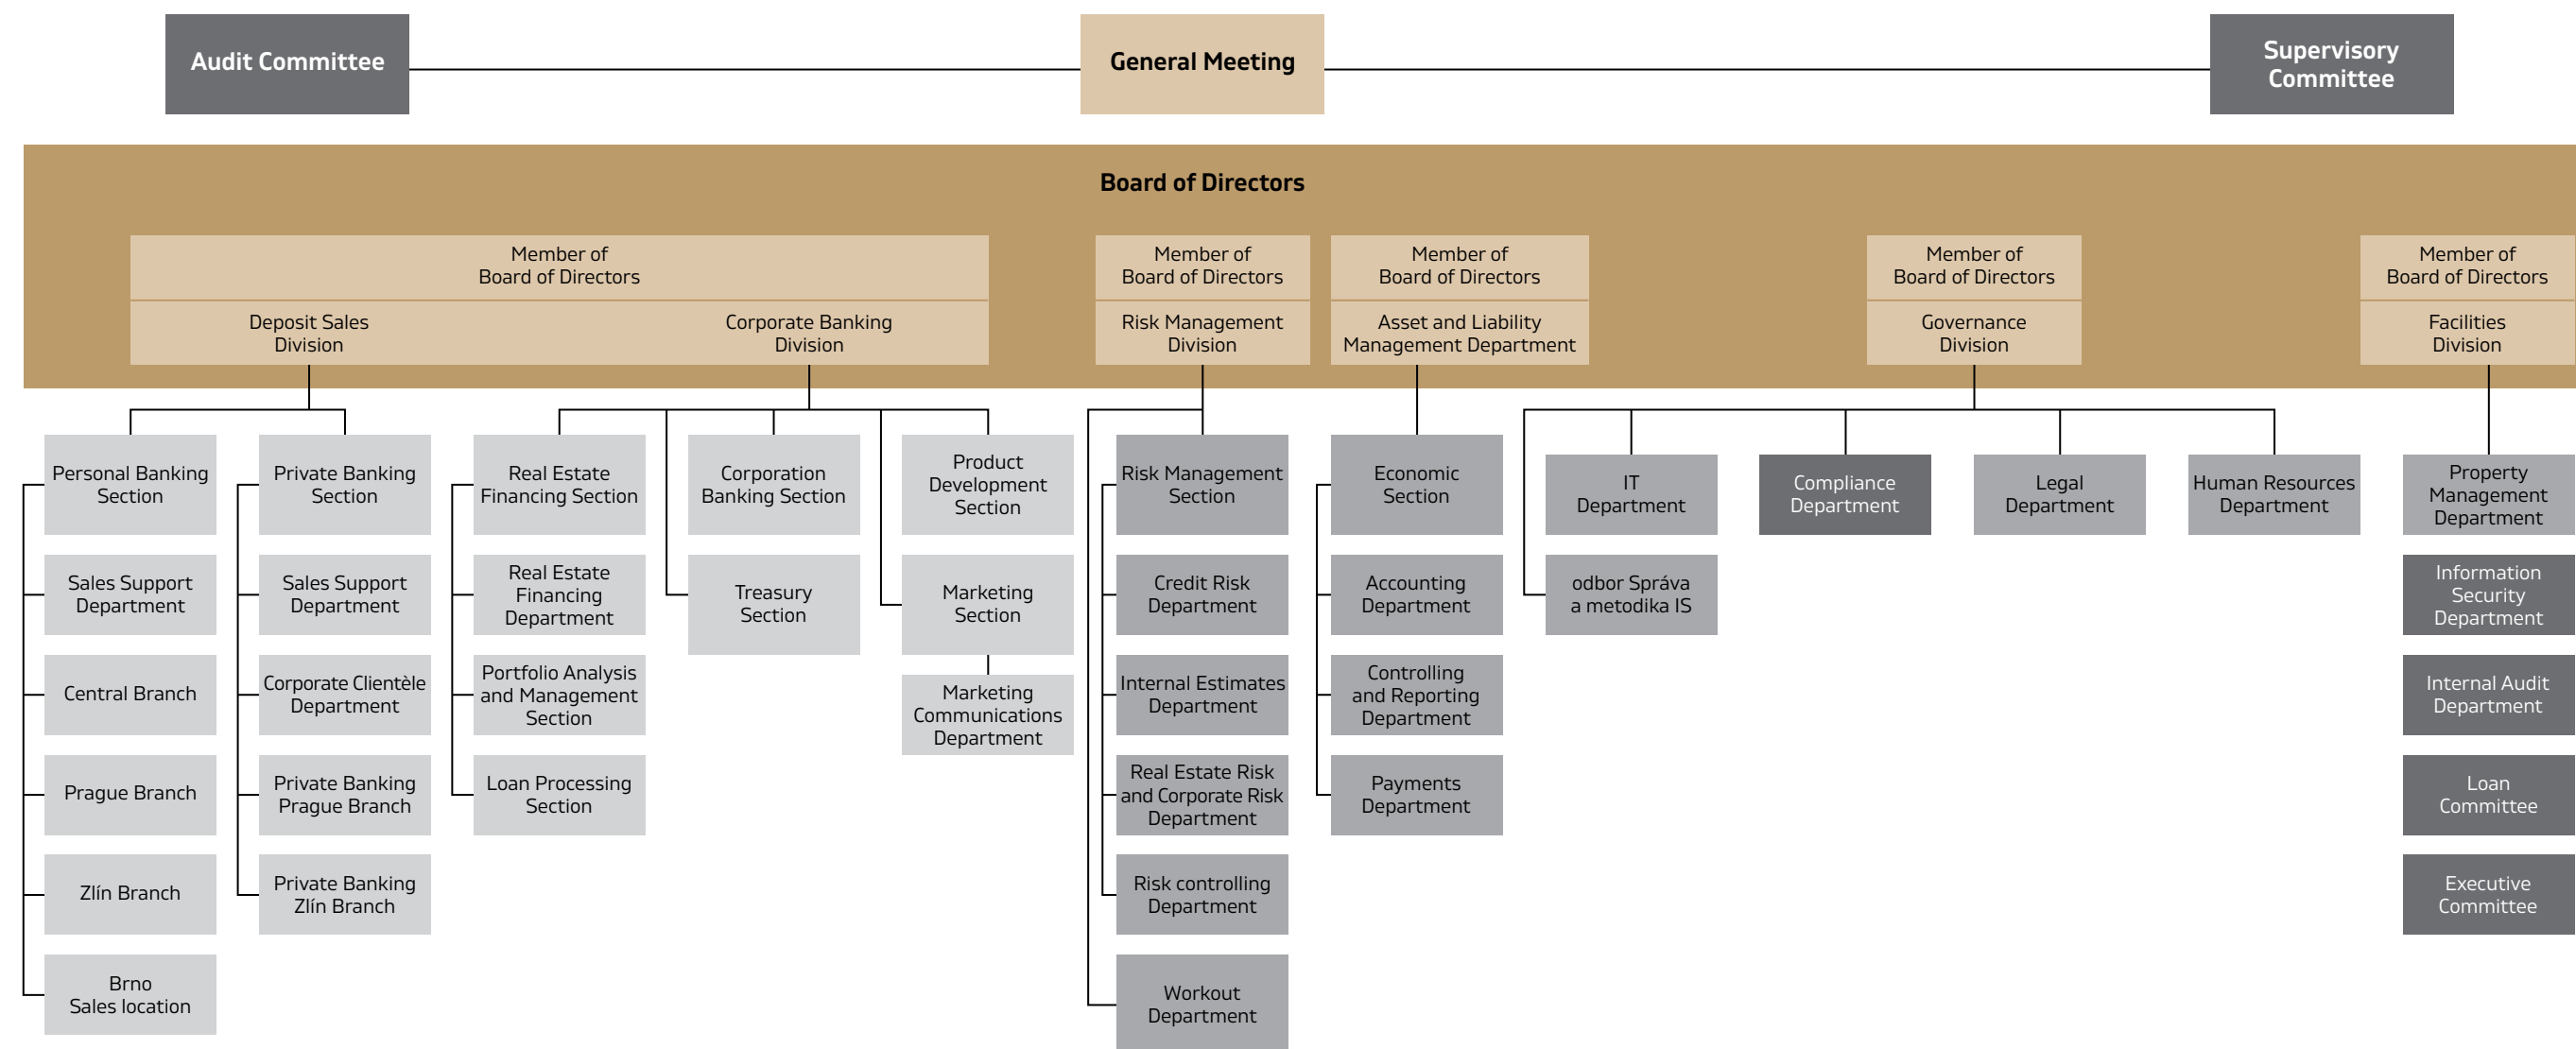 Audit Committee
General Meeting
Supervisory
Committee
Board of Directors
Member of
Board of Directors
Deposit Sales
Division
Corporate Banking
Division
Member of
Board of Directors
Risk Management
Division
Member of
Board of Directors
Asset and Liability
Management Department
Member of
Board of Directors
Governance
Division
Member of
Board of Directors
Facilities
Division
Personal Banking
Section
Sales Support
Department
Central Branch
Prague Branch
Zlín Branch
Brno
Sales location
Private Banking
Section
Sales Support
Department
Corporate Clientèle
Department
Private Banking
Prague Branch
Private Banking
Zlín Branch
Real Estate
Financing Section
Real Estate
Financing
Department
Portfolio Analysis
and Management
Section
Loan Processing
Section
Corporation
Banking Section
Treasury
Section
Product
Development
Section
Marketing
Section
Marketing
Communications
Department
Risk Management
Section
Credit Risk
Department
Internal Estimates
Department
Real Estate Risk
and Corporate Risk
Department
Risk controlling
Department
Workout
Department
Economic
Section
Accounting
Department
Controlling
and Reporting
Department
Payments
Department
IT
Department
odbor Správa
a metodika IS
Compliance
Department
Legal
Department
Human Resources
Department
Property
Management
Department
Information
Security
Department
Internal Audit
Department
Loan
Committee
Executive
Committee